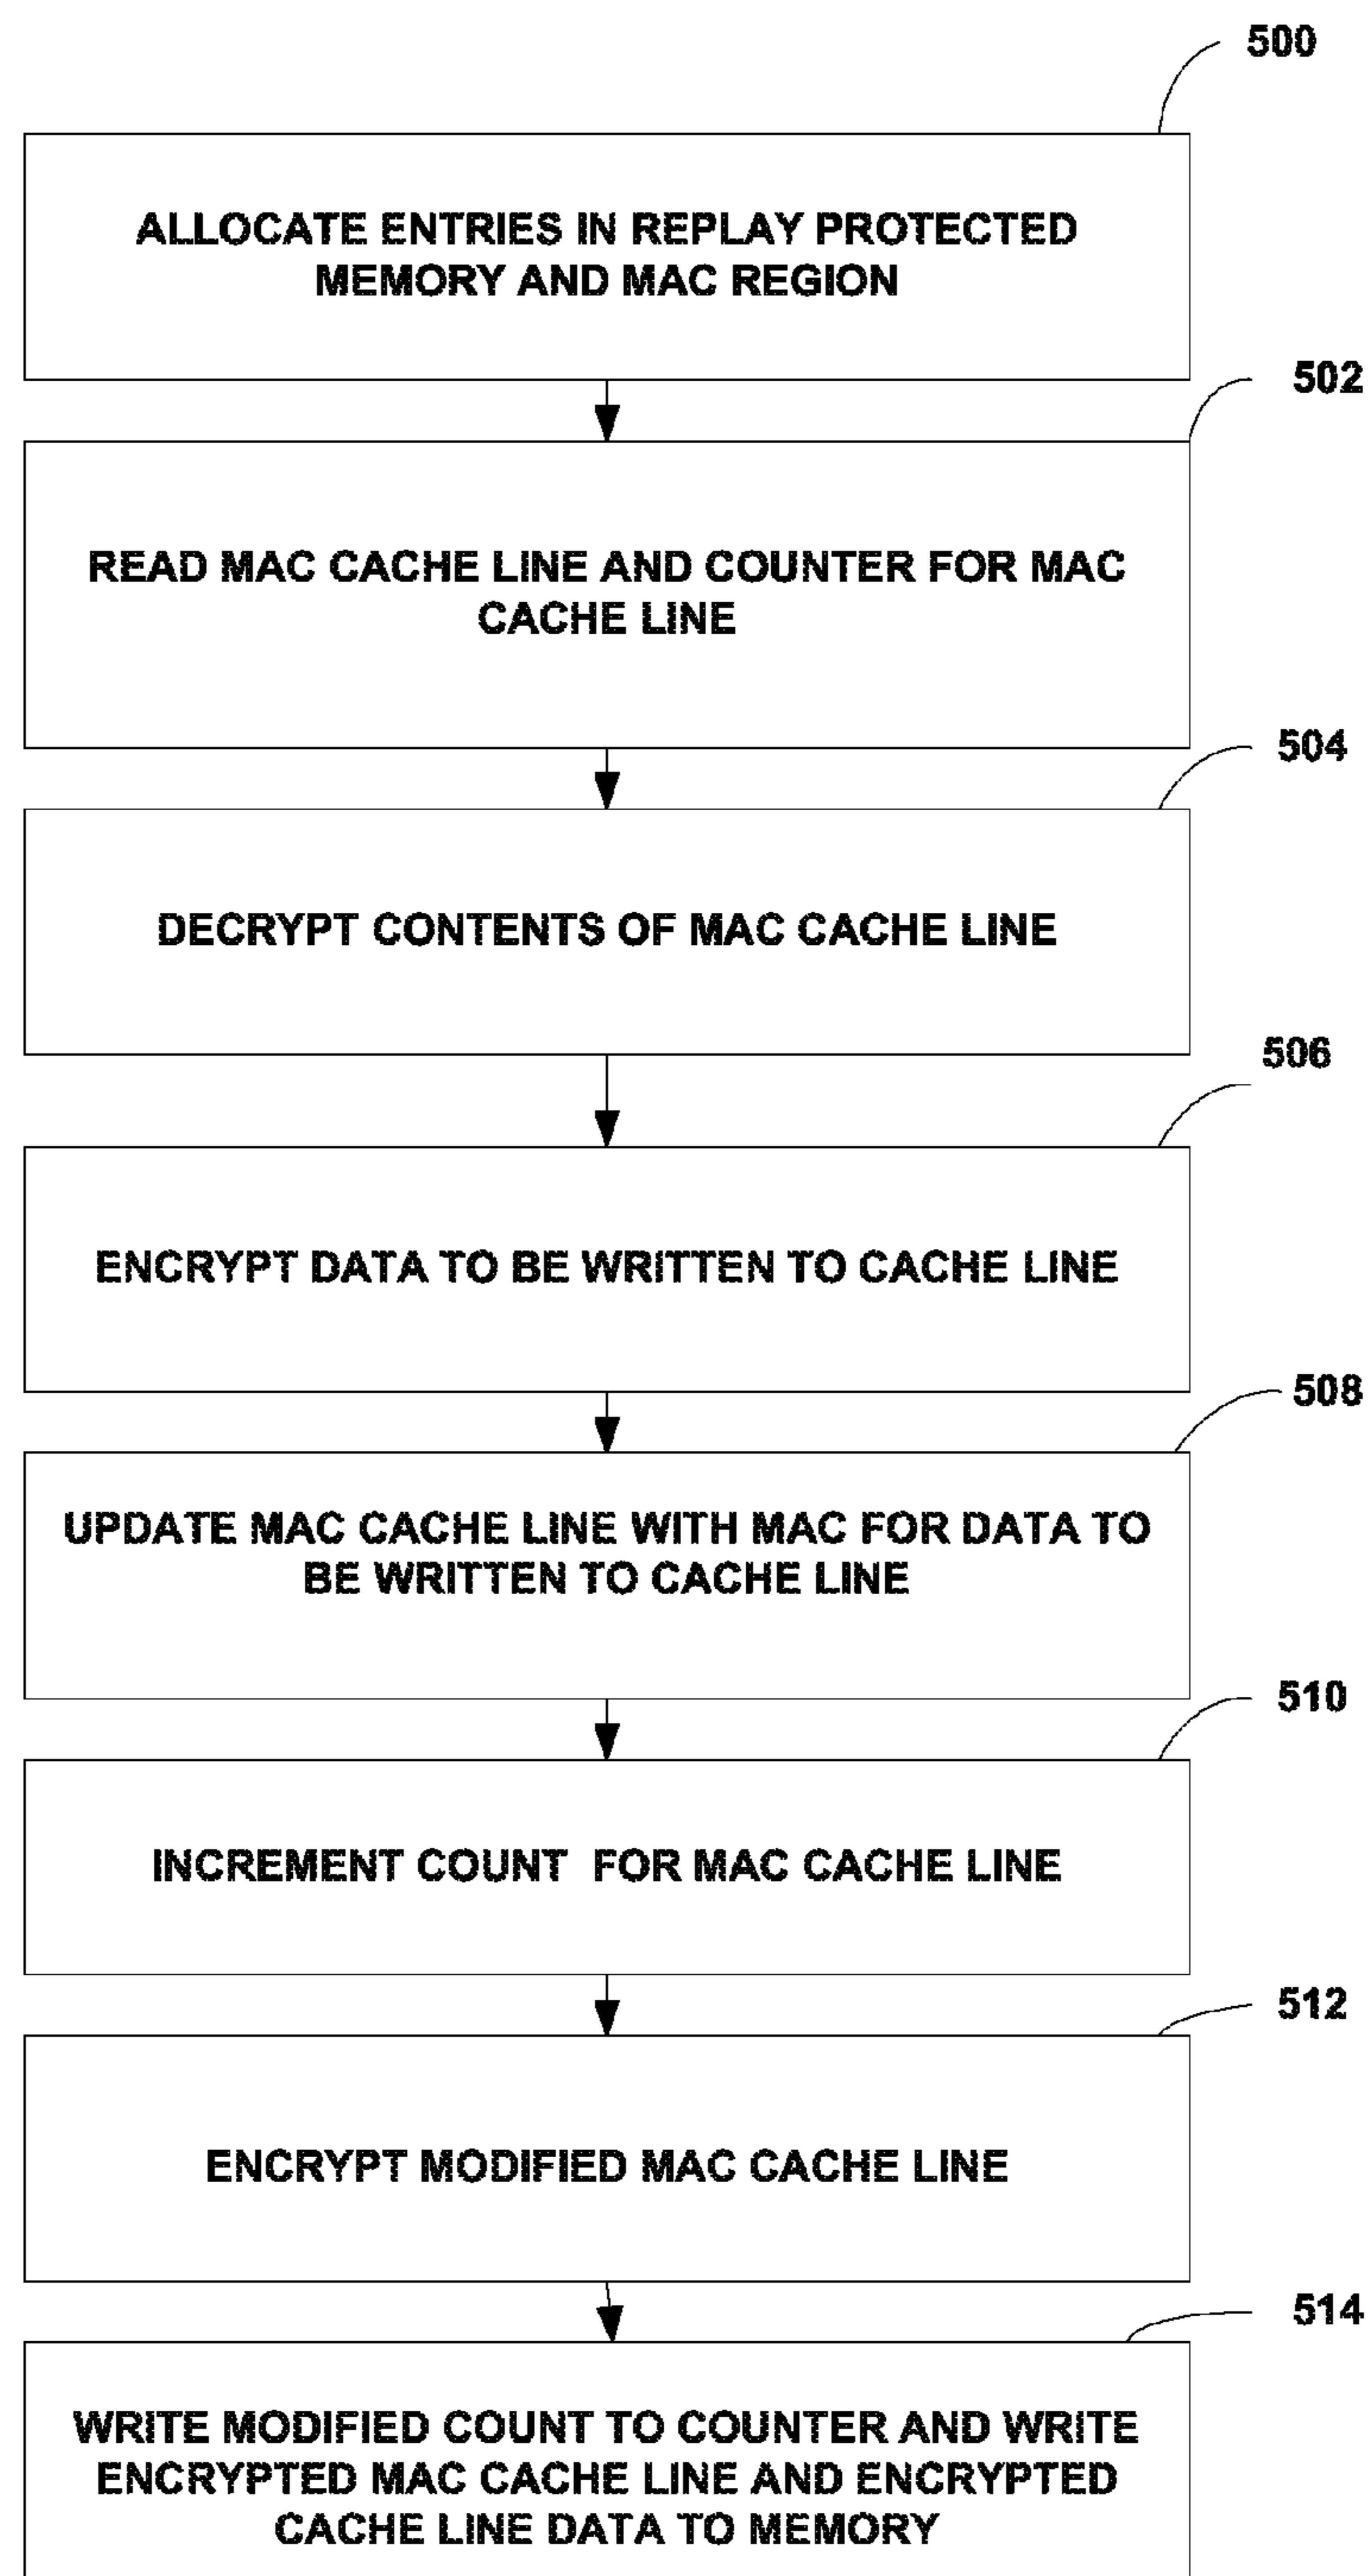 500
ALLOCATE ENTRIES IN REPLAY PROTECTED
MEMORY AND MAC REGION
502
READ MAC CACHE LINE AND COUNTER FOR MAC
CACHE LINE
504
DECRYPT CONTENTS OF MAC CACHE LINE
506
ENCRYPT DATA TO BE WRITTEN TO CACHE LINE
508
UPDATE MAC CACHE LINE WITH MAC FOR DATA TO
BE WRITTEN TO CACHE LINE
510
INCREMENT COUNT FOR MAC CACHE LINE
512
ENCRYPT MODIFIED MAC CACHE LINE
514
WRITE MODIFIED COUNT TO COUNTER AND WRITE
ENCRYPTED MAC CACHE LINE AND ENCRYPTED
CACHE LINE DATA TO MEMORY